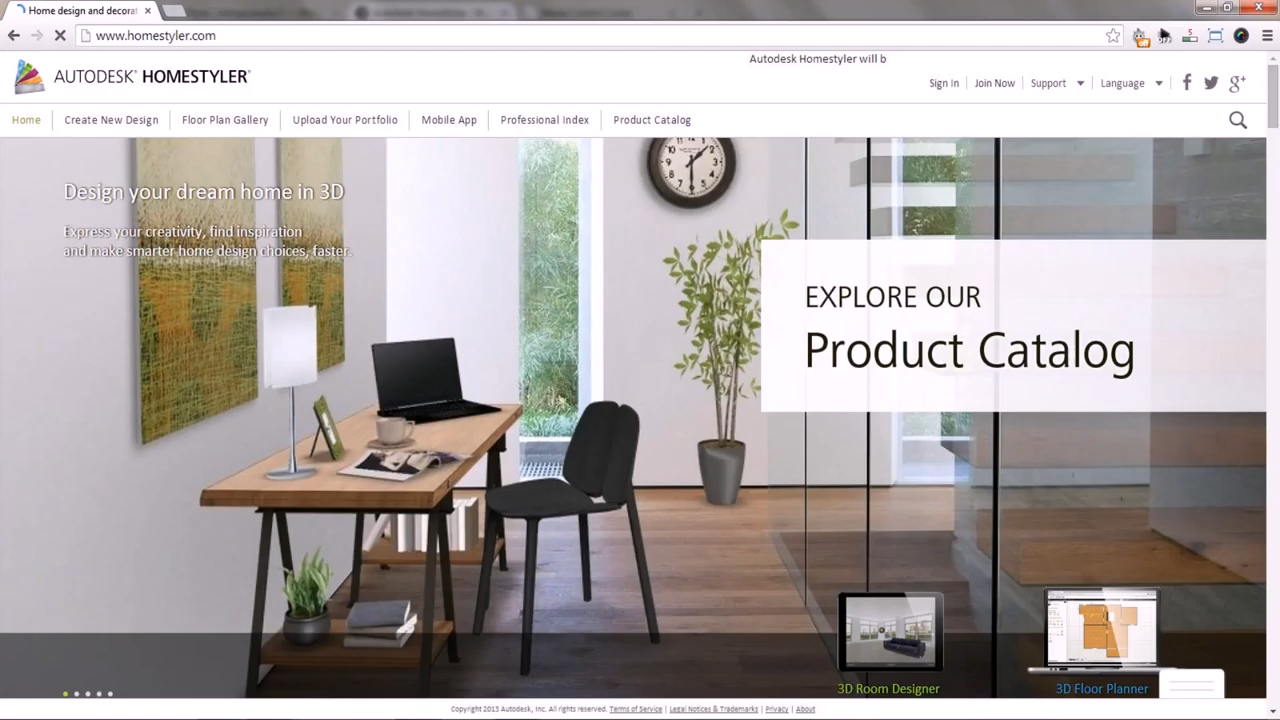 Home design and decorat
www.homestyler.com
AUTODESK® HOMESTYLER®
Autodesk Homestyler will b
Sign In
Join Now
Support
Language
Home
Create New Design
Floor Plan Gallery
Upload Your Portfolio
Mobile App
Professional Index
Product Catalog
Design your dream home in 3D
Express your creativity, find inspiration
and make smarter home design choices, faster.
EXPLORE OUR
Product Catalog
3D Room Designer
3D Floor Planner
Copyright 2013 Autodesk, Inc. All rights reserved. Terms of Service | Legal Notices & Trademarks | Privacy | About